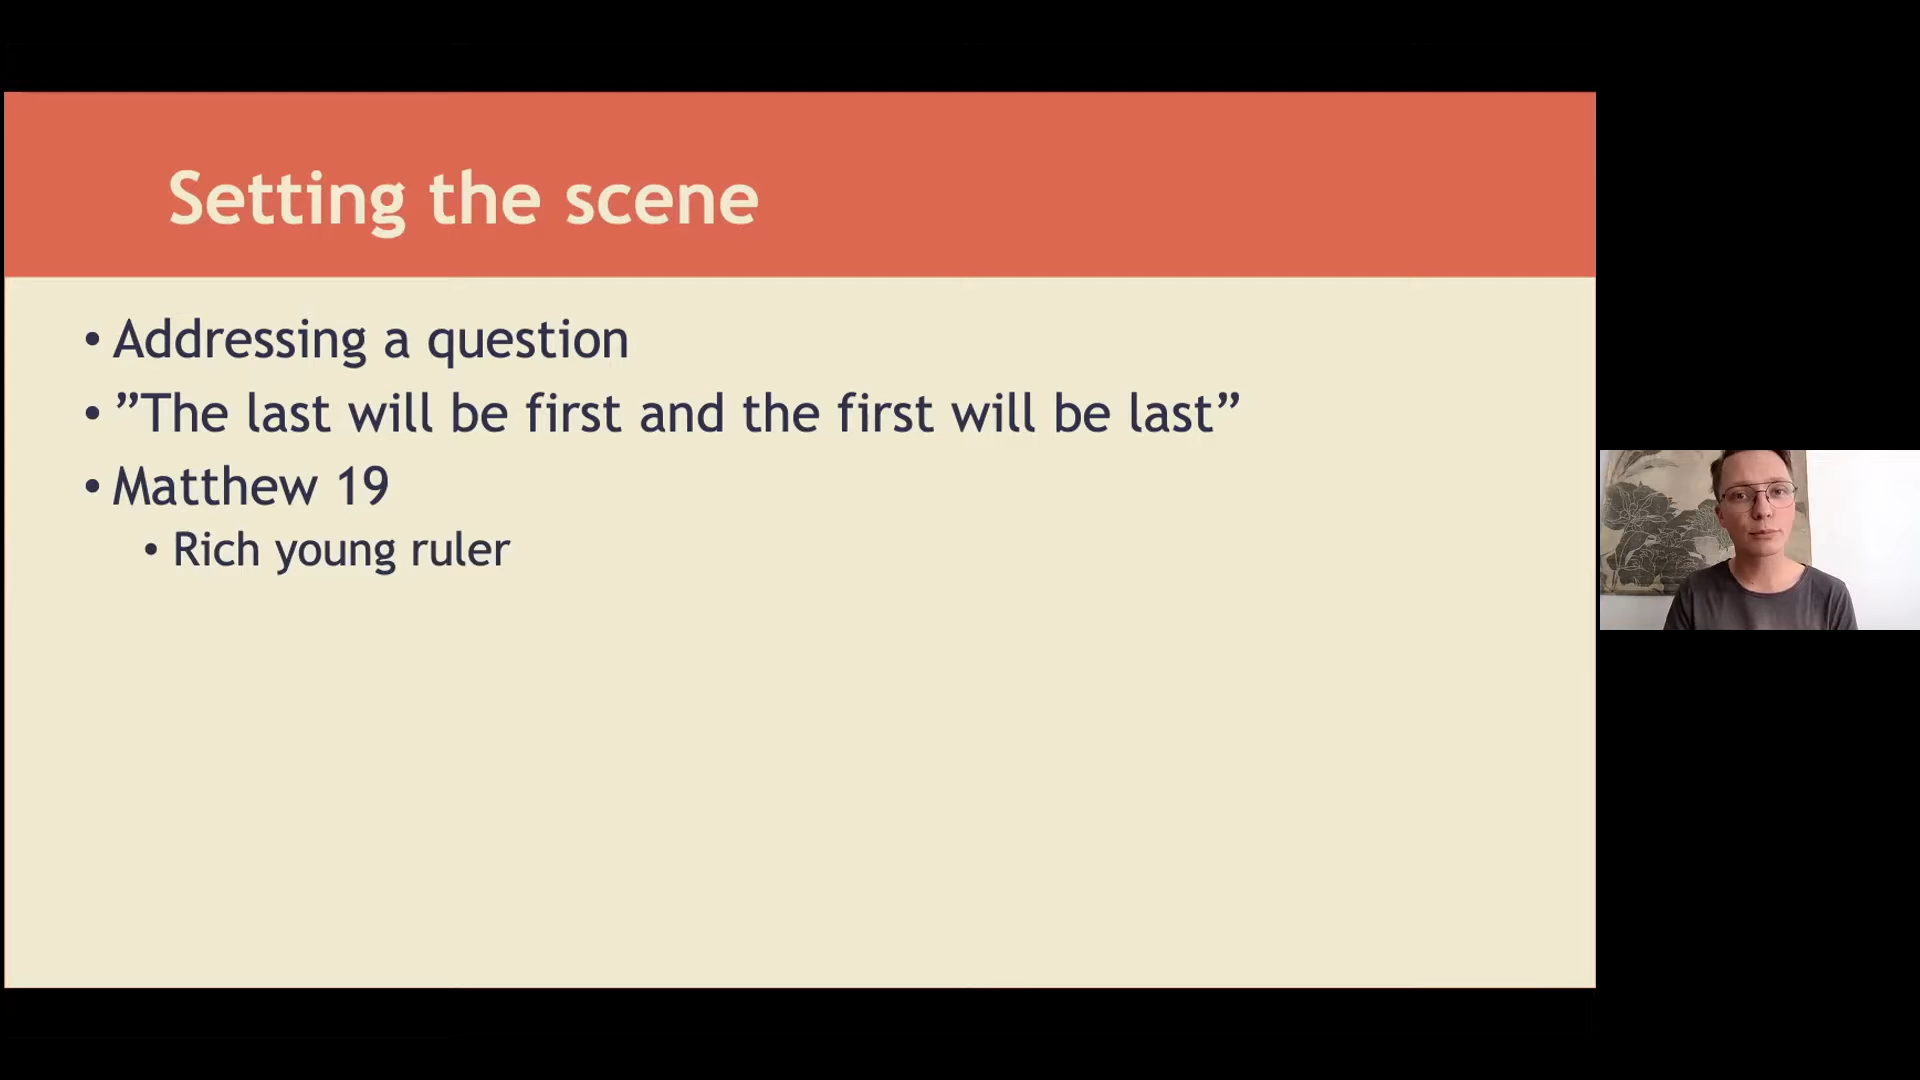 Setting the scene
• Addressing a question
• ”The last will be first and the first will be last”
• Matthew 19
• Rich young ruler